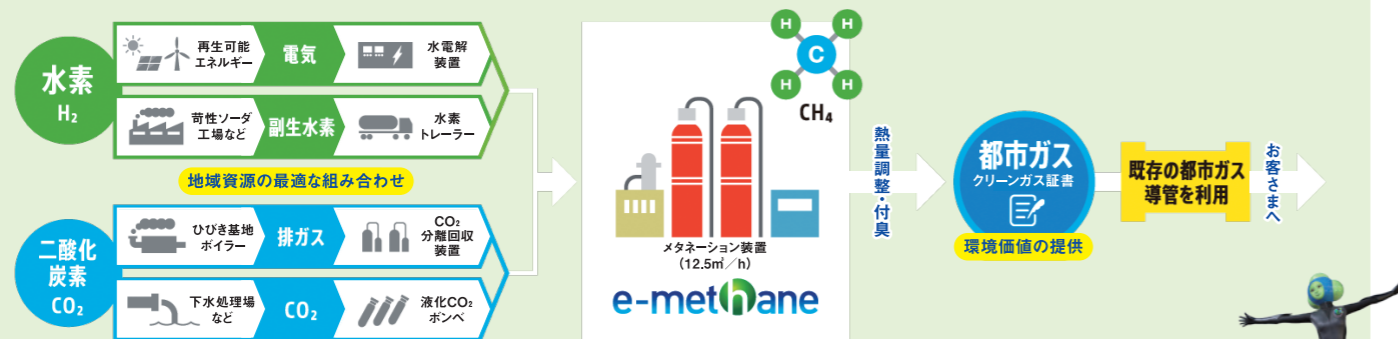 水素
H₂
再生可能
エネルギー
電気
水電解
装置
苛性ソーダ
工場など
副生水素
水素
トレーラー
地域資源の最適な組み合わせ
二酸化
炭素
CO₂
ひびき基地
ボイラー
排ガス
CO₂
分離回収
装置
下水処理場
など
CO₂
液化CO₂
ボンベ
H
H
C
H
H
CH₄
メタネーション装置
(12.5㎥/h)
e-methane
熱量調整・付臭
都市ガス
クリーンガス証書
環境価値の提供
既存の都市ガス
導管を利用
お客さまへ